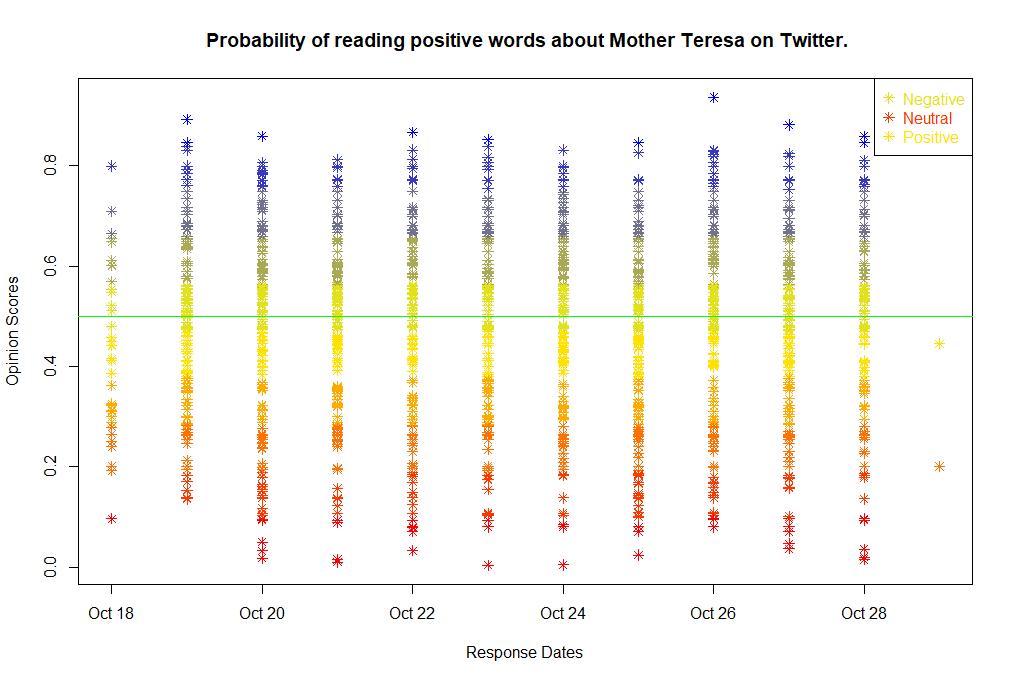 Probability of reading positive words about Mother Teresa on Twitter.
Negative
Neutral
Positive
Opinion Scores
0.8
0.6
0.4
0.2
0.0
Oct 18 Oct 20 Oct 22 Oct 24 Oct 26 Oct 28
Response Dates